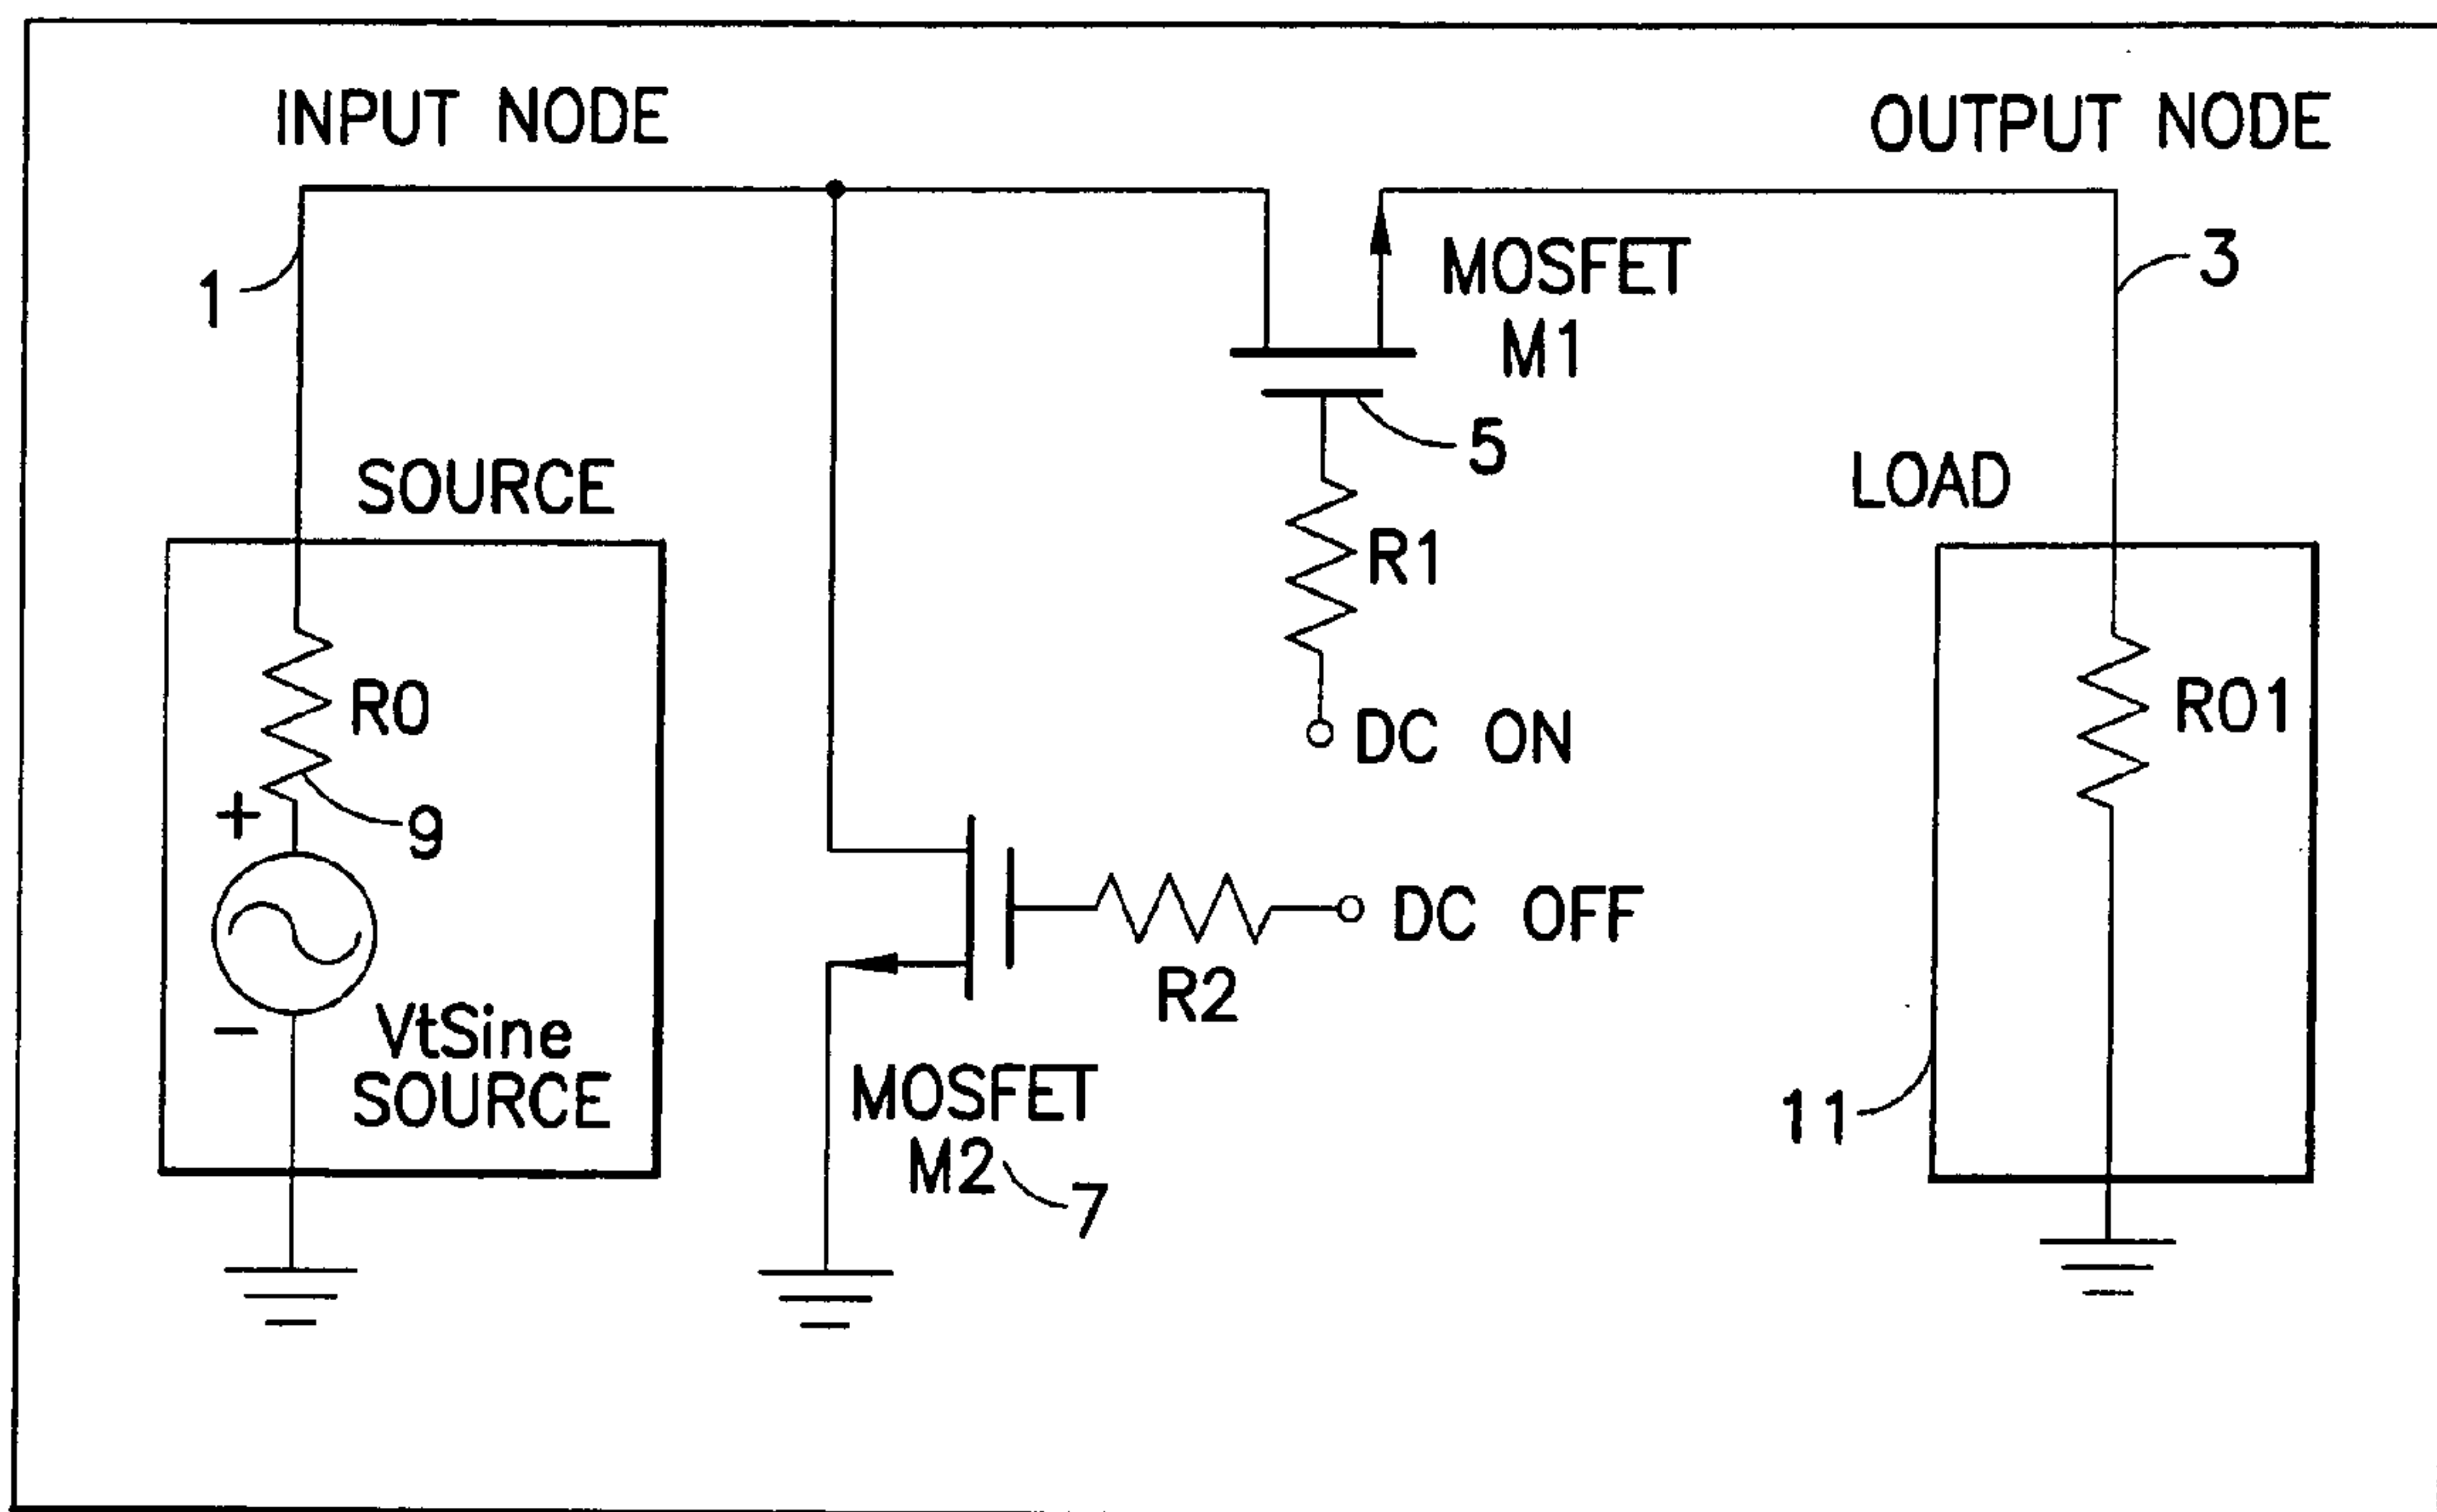 INPUT NODE
OUTPUT NODE
1
MOSFET
M1
3
5
SOURCE
LOAD
R1
R0
RO1
DC ON
+
9
DC OFF
R2
−
VtSine
SOURCE
MOSFET
M2
7
11